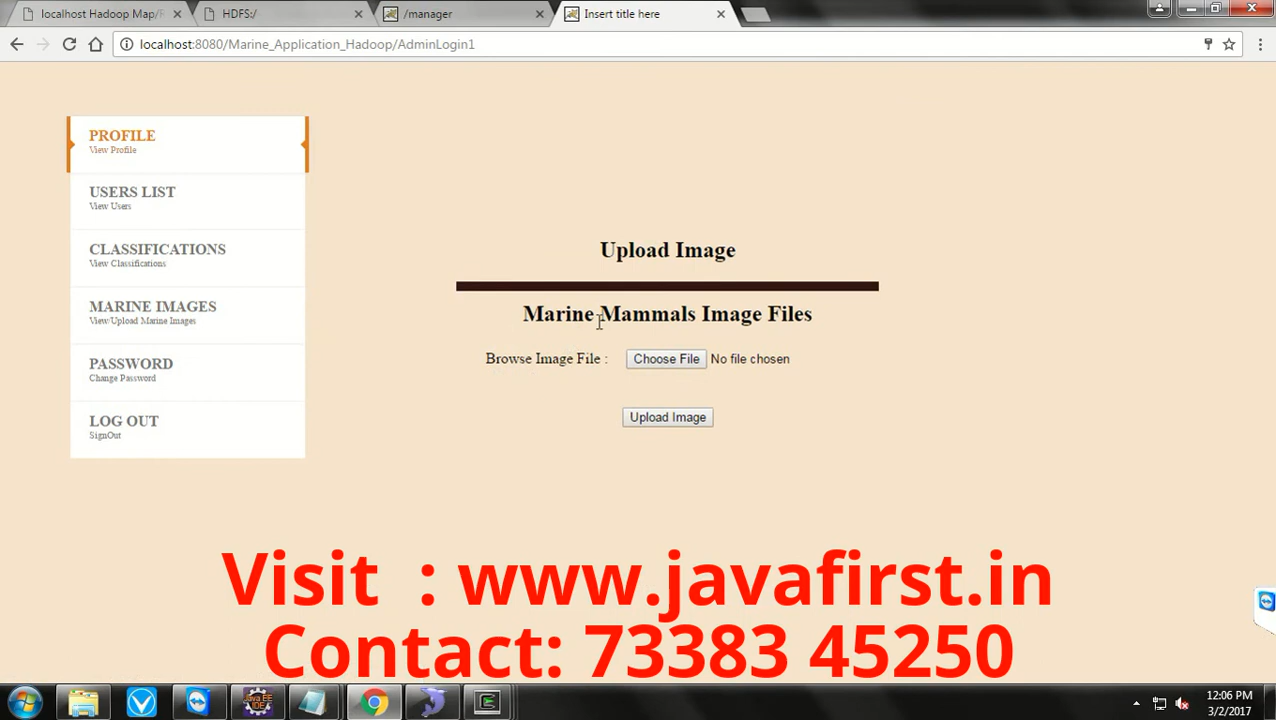 localhost Hadoop Map/R
HDFS:/
/manager
Insert title here
localhost:8080/Marine_Application_Hadoop/AdminLogin1
PROFILE
View Profile
USERS LIST
View Users
CLASSIFICATIONS
View Classifications
MARINE IMAGES
View/Upload Marine Images
PASSWORD
Change Password
LOG OUT
SignOut
Upload Image
Marine Mammals Image Files
Browse Image File :
Choose File No file chosen
Upload Image
Visit : www.javafirst.in
Contact: 73383 45250
Java EE
IDE
12:06 PM
3/2/2017